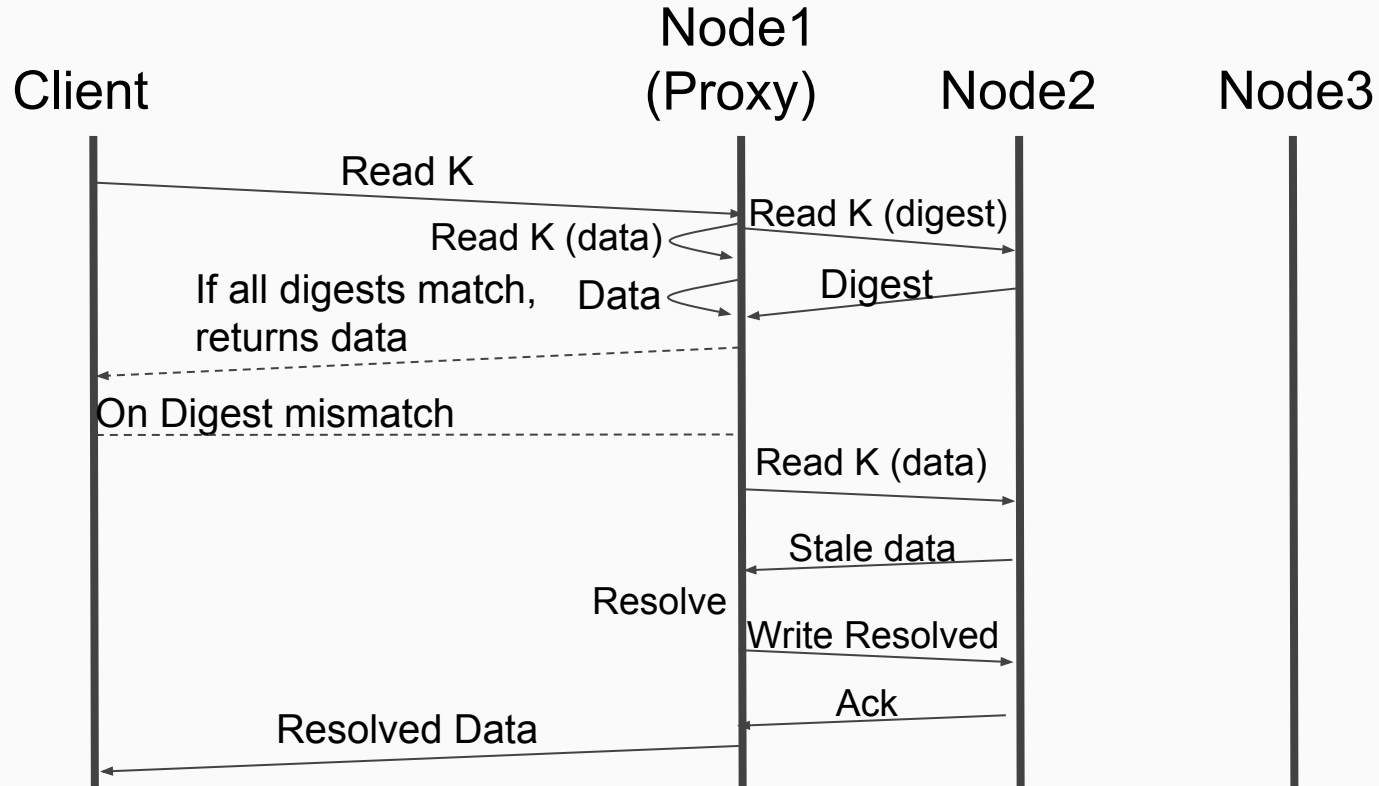 Client
Node1
(Proxy)
Node2
Node3
Read K
Read K (digest)
Read K (data)
Digest
If all digests match,
returns data
Data
On Digest mismatch
Read K (data)
Stale data
Resolve
Write Resolved
Ack
Resolved Data